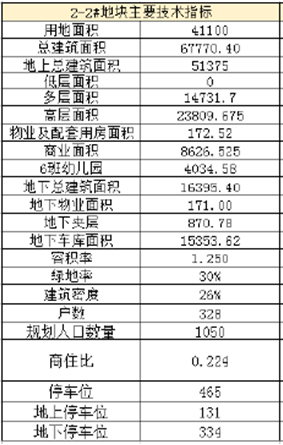 2-2#地块主要技术指标
用地面积 41100
总建筑面积 67770.40
地上总建筑面积 51375
低层面积 0
多层面积 14731.7
高层面积 23809.675
物业及配套用房面积 172.52
商业面积 8626.525
6班幼儿园 4034.58
地下总建筑面积 16395.40
地下物业面积 171.00
地下夹层 870.78
地下车库面积 15353.62
容积率 1.250
绿地率 30%
建筑密度 26%
户数 328
规划人口数量 1050
商住比 0.224
停车位 465
地上停车位 131
地下停车位 334